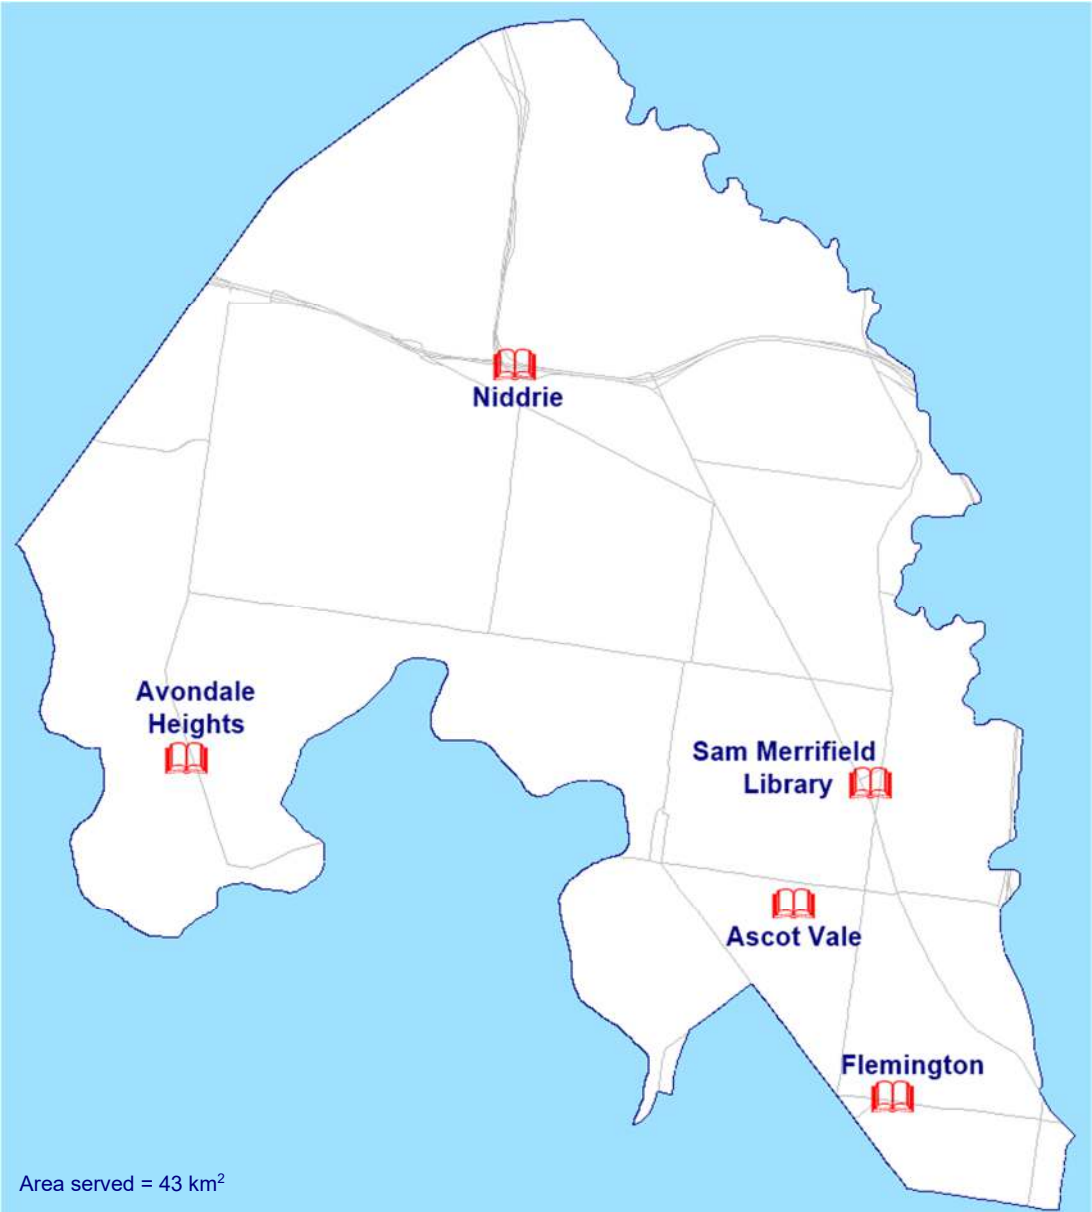 Niddrie
Avondale
Heights
Sam Merrifield
Library
Ascot Vale
Flemington
Area served = 43 km²